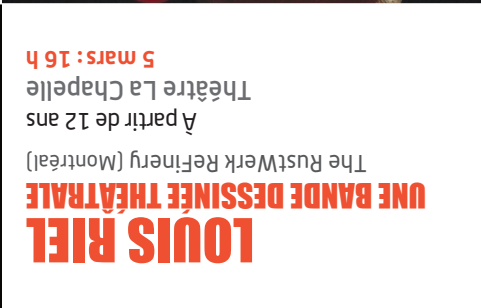 LOUIS RIEL
UNE BANDE DESSINÉE THÉÂTRALE
The RustWerk ReFinery (Montréal)
À partir de 12 ans
Théâtre La Chapelle
5 mars : 16 h